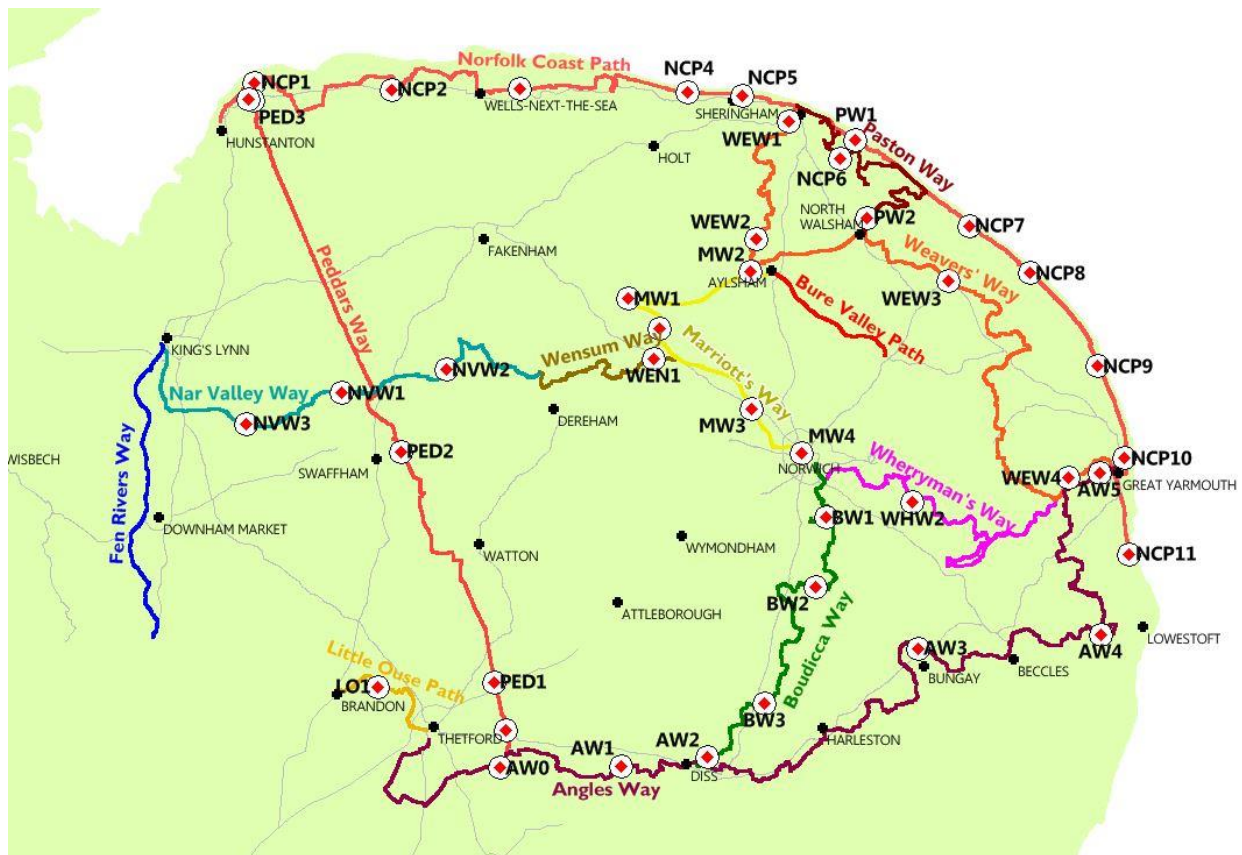 Norfolk Coast Path
NCP1
NCP2
NCP4
NCP5
WELLS-NEXT-THE-SEA
PED3
SHERINGHAM
PW1
HUNSTANTON
WEW1
Paston Way
HOLT
NCP6
NORTH
WALSHAM
PW2
WEW2
NCP7
FAKENHAM
MW2
Weavers' Way
NCP8
AYLSHAM
WEW3
Peddars Way
MW1
Bure Valley Path
KING'S LYNN
Wensum Way
Marriott's Way
NVW2
WEN1
NCP9
Nar Valley Way
NVW1
MW3
DEREHAM
NVW3
MW4
PED2
WISBECH
SWAFFHAM
NORWICH
Wherryman's Way
NCP10
WEW4
AW5
GREAT YARMOUTH
Fen Rivers Way
DOWNHAM MARKET
BW1
WHW2
WYMONDHAM
WATTON
NCP11
BW2
ATTLEBOROUGH
Boudicca Way
LOWESTOFT
AW4
Little Ouse Path
AW3
BUNGAY
BECCLES
LO1
PED1
BRANDON
BW3
THETFORD
HARLESTON
AW0
AW1
AW2
DISS
Angles Way